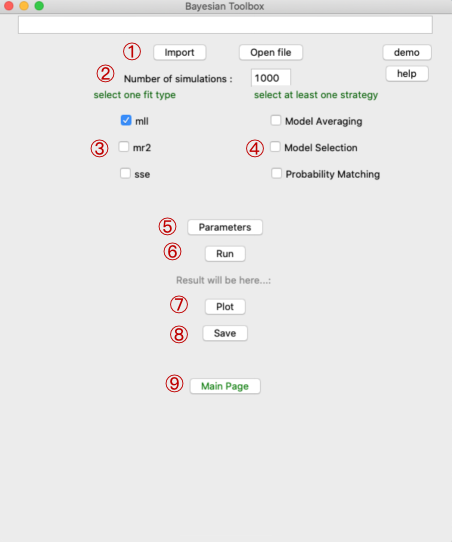 Bayesian Toolbox
① Import Open file demo
② Number of simulations : 1000 help
select one fit type select at least one strategy
mll Model Averaging
③ mr2 ④ Model Selection
sse Probability Matching
⑤ Parameters
⑥ Run
Result will be here...:
⑦ Plot
⑧ Save
⑨ Main Page